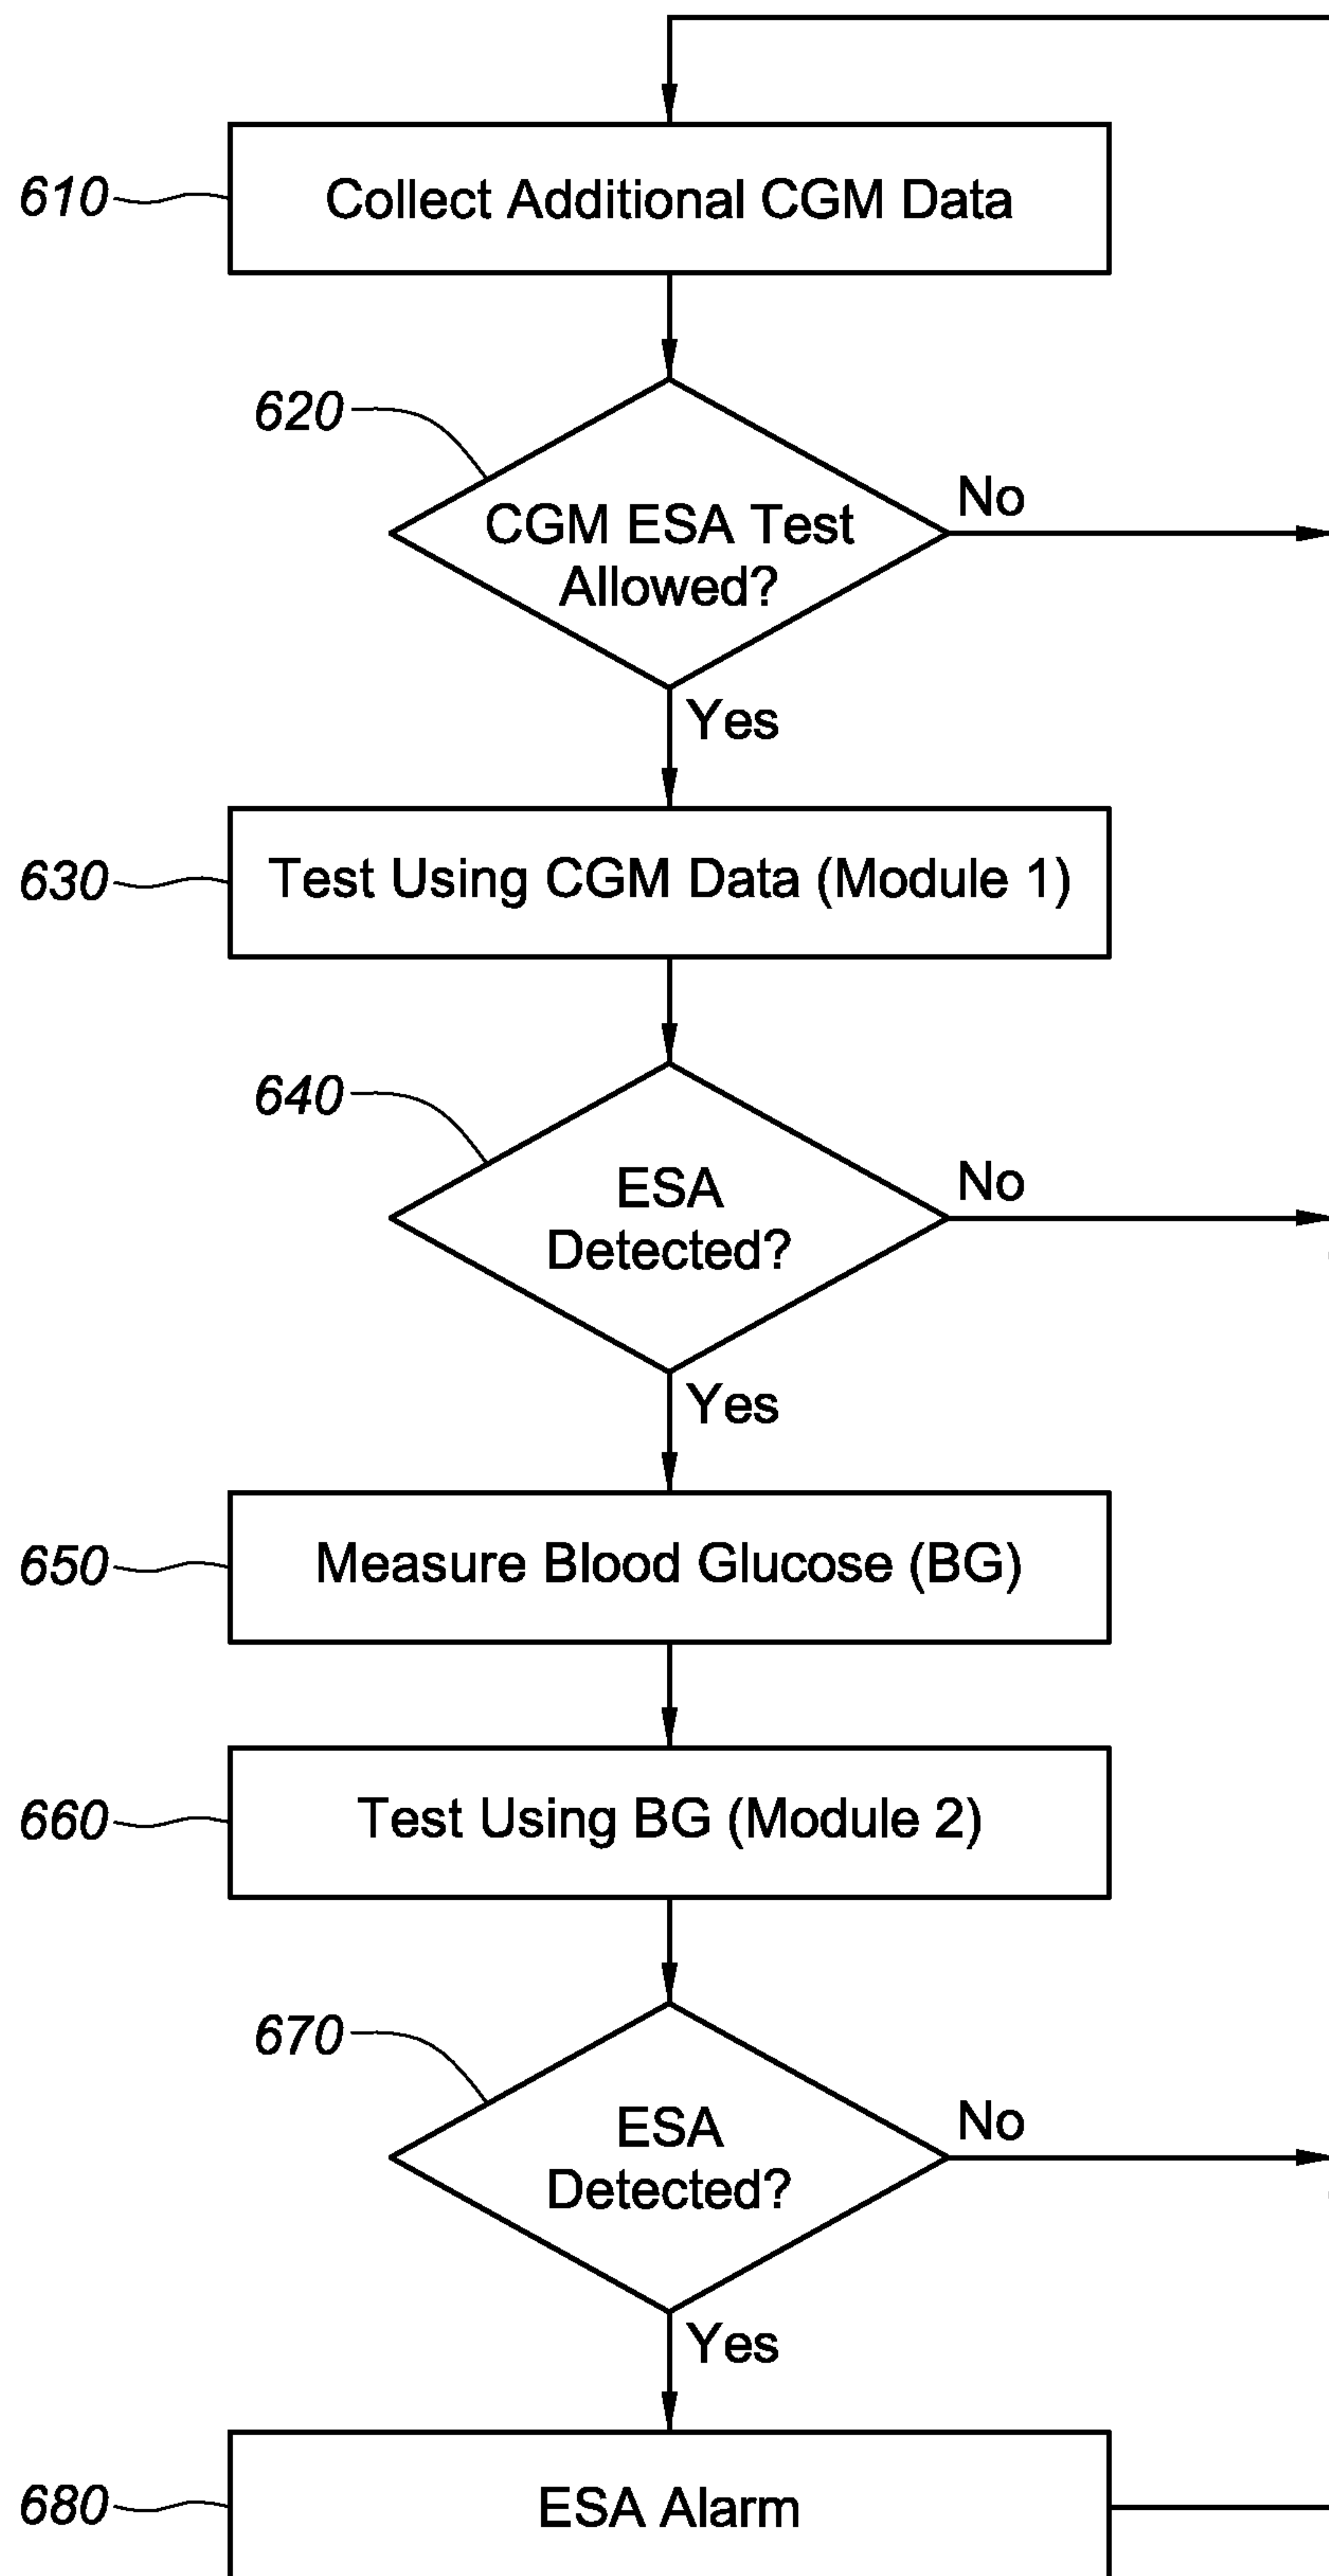 610
Collect Additional CGM Data
620
CGM ESA Test
Allowed?
No
Yes
630
Test Using CGM Data (Module 1)
640
ESA
Detected?
No
Yes
650
Measure Blood Glucose (BG)
660
Test Using BG (Module 2)
670
ESA
Detected?
No
Yes
680
ESA Alarm